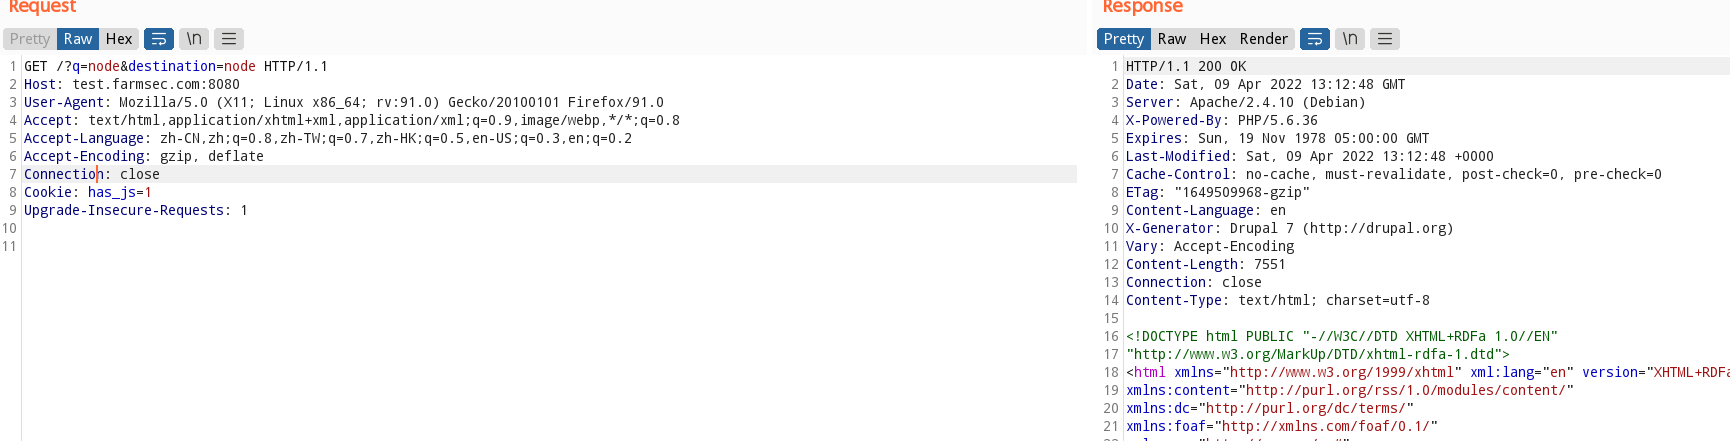 Request
Pretty Raw Hex \n
1 GET /?q=node&destination=node HTTP/1.1
2 Host: test.farmsec.com:8080
3 User-Agent: Mozilla/5.0 (X11; Linux x86_64; rv:91.0) Gecko/20100101 Firefox/91.0
4 Accept: text/html,application/xhtml+xml,application/xml;q=0.9,image/webp,*/*;q=0.8
5 Accept-Language: zh-CN,zh;q=0.8,zh-TW;q=0.7,zh-HK;q=0.5,en-US;q=0.3,en;q=0.2
6 Accept-Encoding: gzip, deflate
7 Connection: close
8 Cookie: has_js=1
9 Upgrade-Insecure-Requests: 1
10
11
Response
Pretty Raw Hex Render \n
1 HTTP/1.1 200 OK
2 Date: Sat, 09 Apr 2022 13:12:48 GMT
3 Server: Apache/2.4.10 (Debian)
4 X-Powered-By: PHP/5.6.36
5 Expires: Sun, 19 Nov 1978 05:00:00 GMT
6 Last-Modified: Sat, 09 Apr 2022 13:12:48 +0000
7 Cache-Control: no-cache, must-revalidate, post-check=0, pre-check=0
8 ETag: "1649509968-gzip"
9 Content-Language: en
10 X-Generator: Drupal 7 (http://drupal.org)
11 Vary: Accept-Encoding
12 Content-Length: 7551
13 Connection: close
14 Content-Type: text/html; charset=utf-8
15
16 <!DOCTYPE html PUBLIC "-//W3C//DTD XHTML+RDFa 1.0//EN"
17 "http://www.w3.org/MarkUp/DTD/xhtml-rdfa-1.dtd">
18 <html xmlns="http://www.w3.org/1999/xhtml" xml:lang="en" version="XHTML+RDFa
19 xmlns:content="http://purl.org/rss/1.0/modules/content/"
20 xmlns:dc="http://purl.org/dc/terms/"
21 xmlns:foaf="http://xmlns.com/foaf/0.1/"